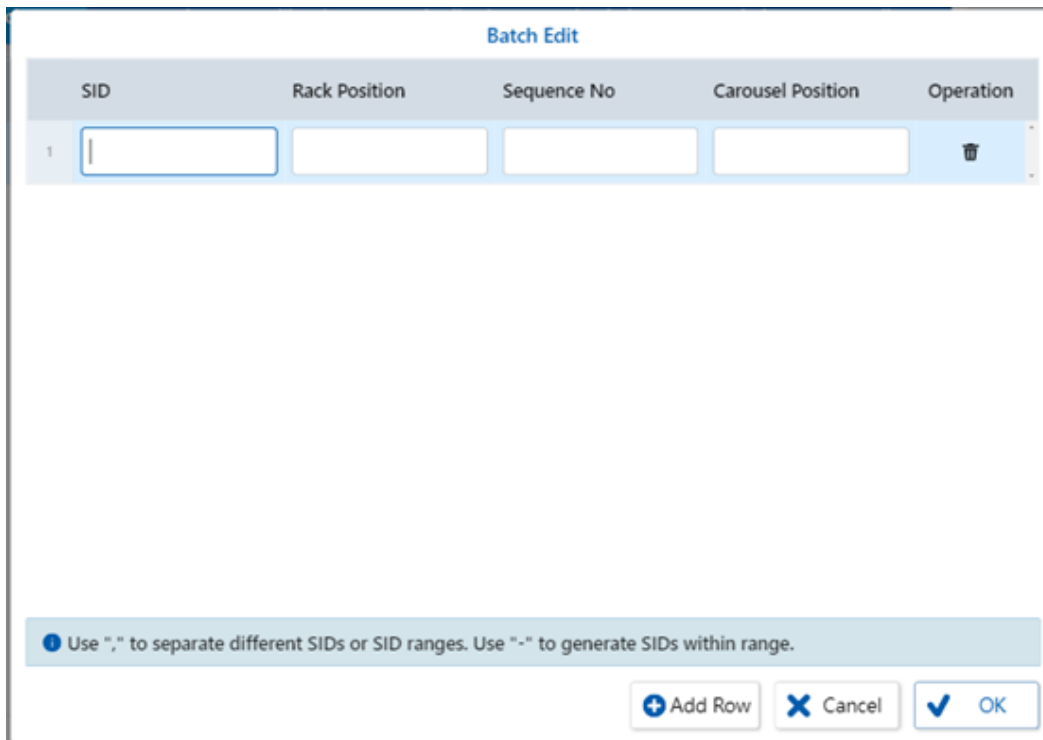 Batch Edit
SID Rack Position Sequence No Carousel Position Operation
1
Use "," to separate different SIDs or SID ranges. Use "-" to generate SIDs within range.
Add Row Cancel OK